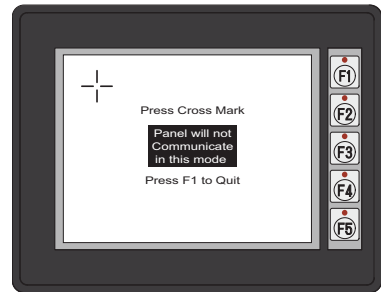 Press Cross Mark
Panel will not
Communicate
in this mode
Press F1 to Quit
F1
F2
F3
F4
F5